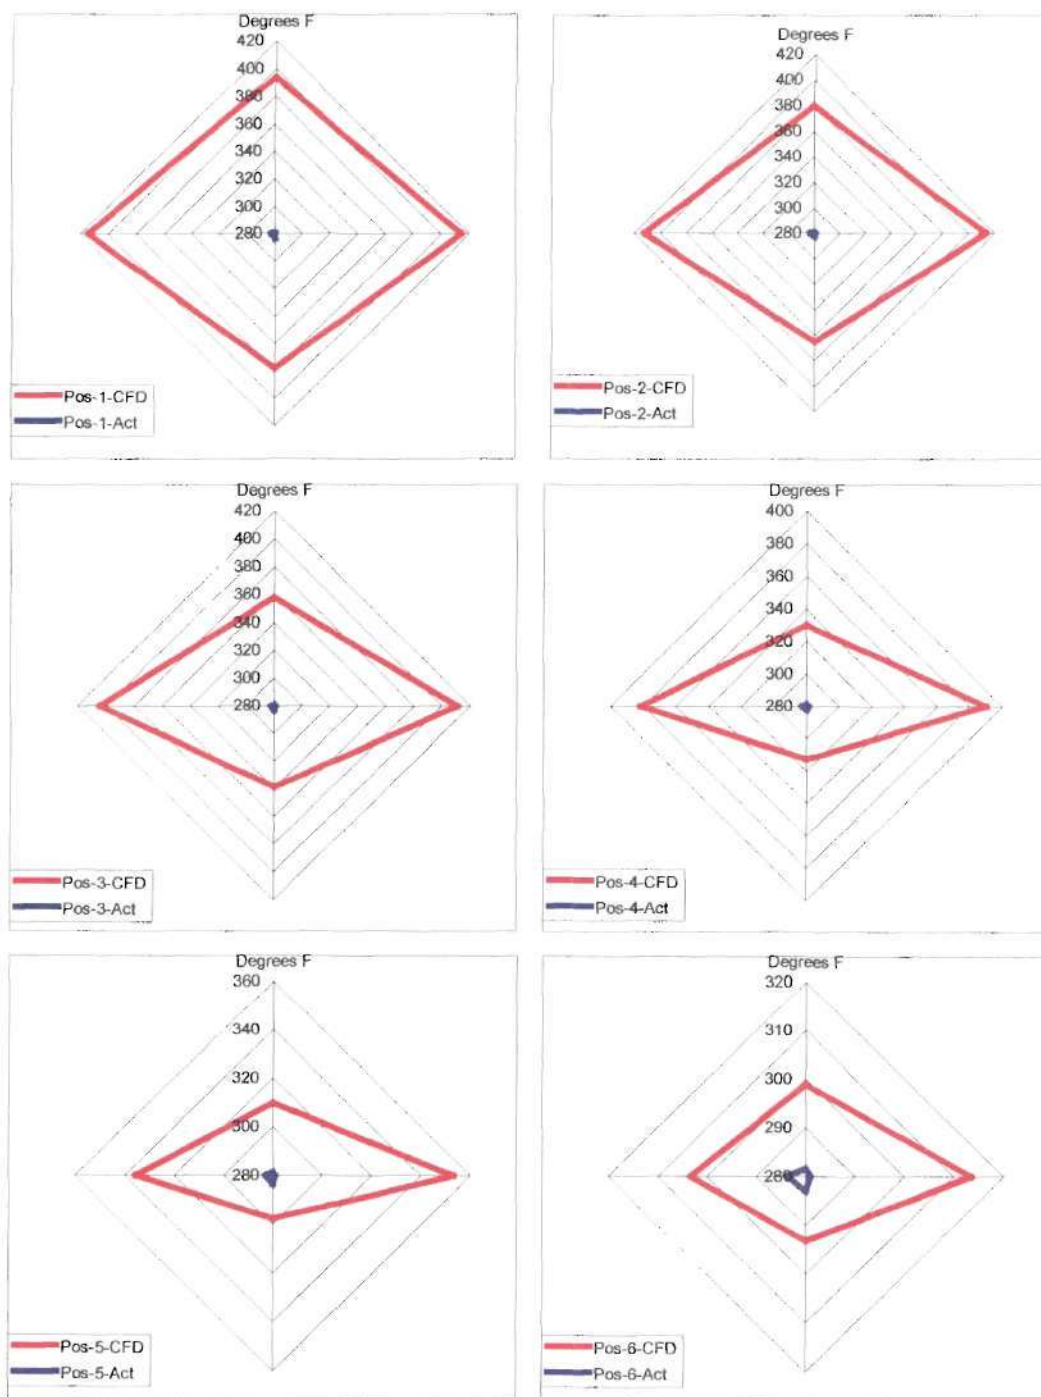 Degrees F
420
400
380
360
340
320
300
280
Pos-1-CFD
Pos-1-Act
Degrees F
420
400
380
360
340
320
300
280
Pos-2-CFD
Pos-2-Act
Degrees F
420
400
380
360
340
320
300
280
Pos-3-CFD
Pos-3-Act
Degrees F
400
380
360
340
320
300
280
Pos-4-CFD
Pos-4-Act
Degrees F
360
340
320
300
280
Pos-5-CFD
Pos-5-Act
Degrees F
320
310
300
290
280
Pos-6-CFD
Pos-6-Act